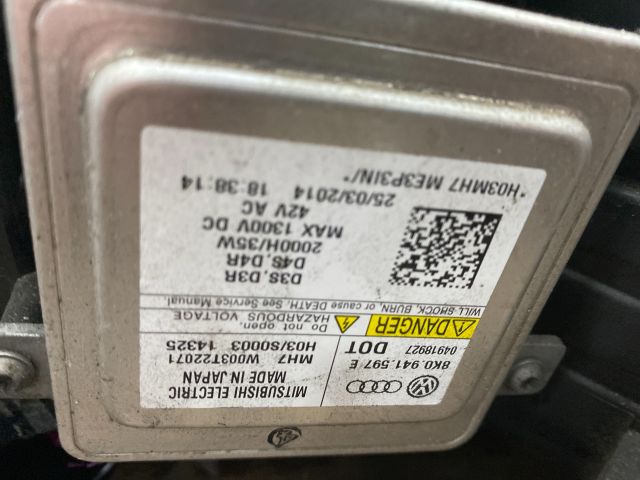 MITSUBISHI ELECTRIC
MADE IN JAPAN
8K0 941.597 E
MH7 W003T22071
04918927 DOT
H03/S0003 14325
DANGER
Do not open.
HAZARDOUS VOLTAGE
WILL SHOCK, BURN, or cause DEATH. See Service Manual.
D3S, D3R
D4S, D4R
2000H/35W
MAX 1300V DC
42V AC
25/03/2014 18:38:14
*H03MH7 ME3P3IN/*